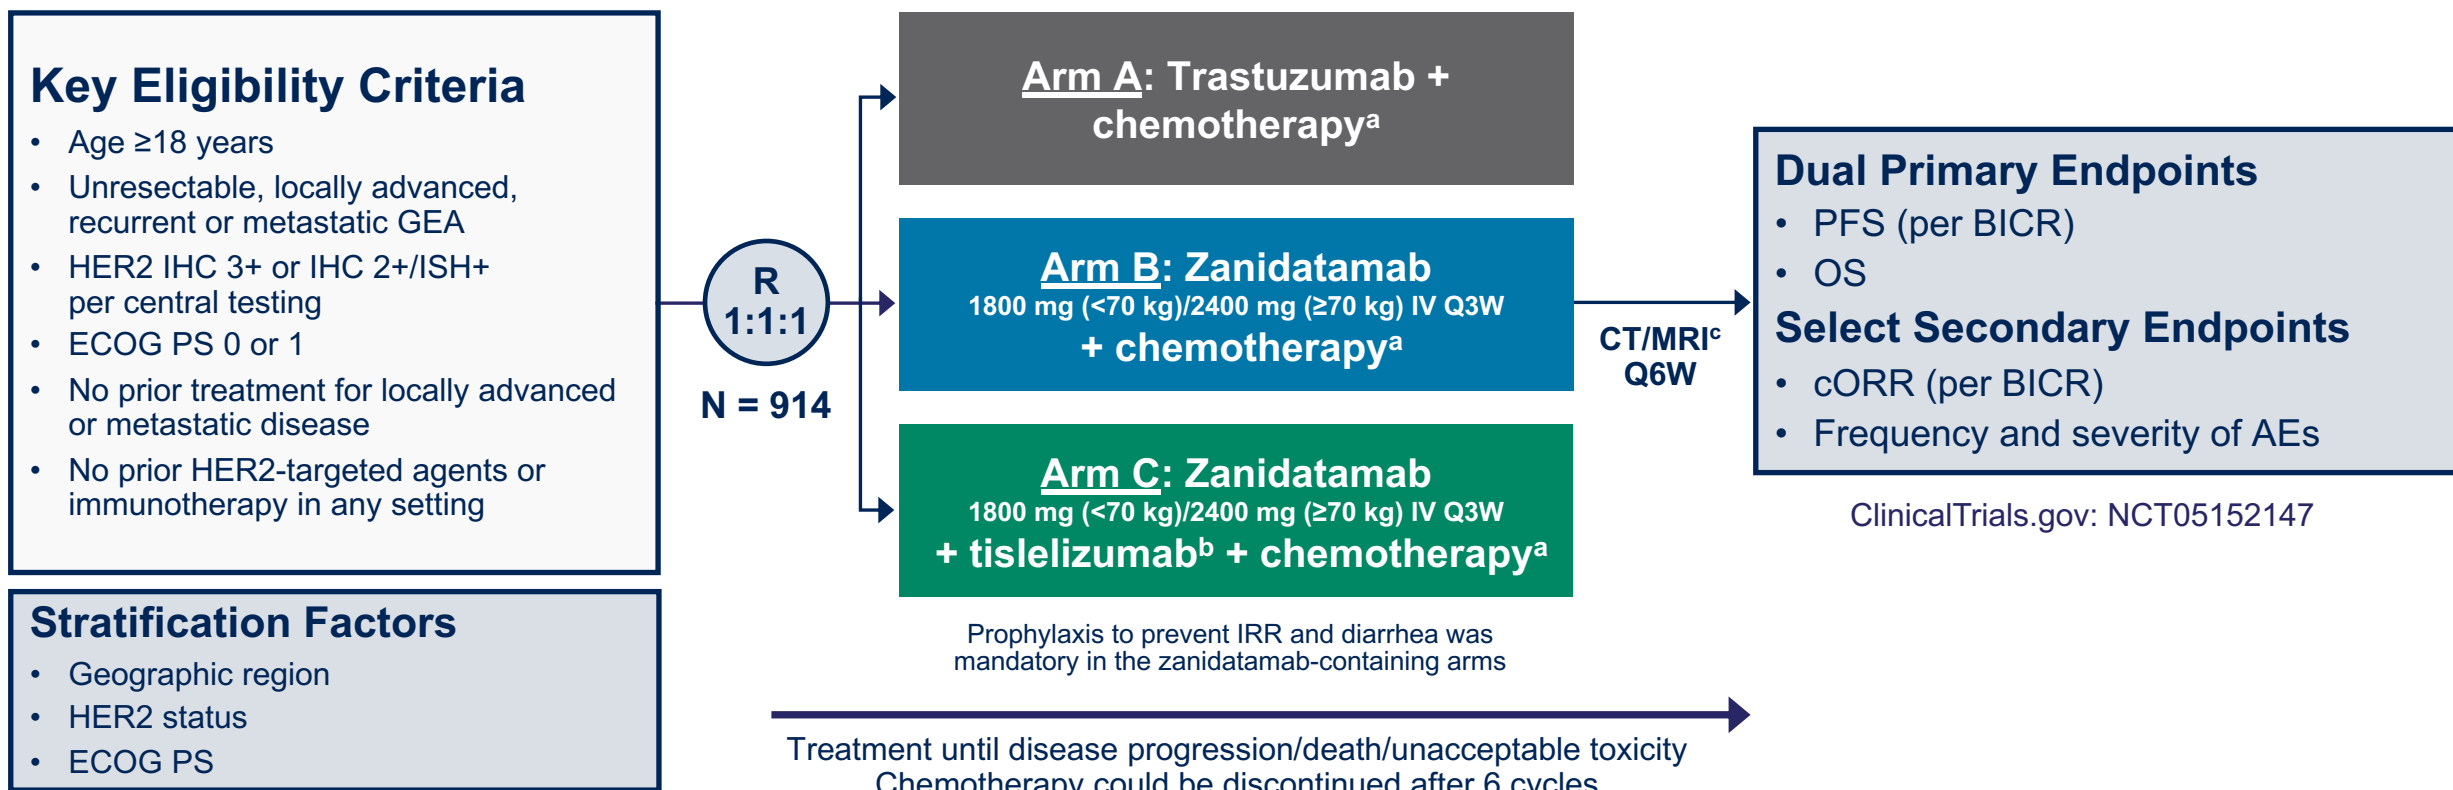 Key Eligibility Criteria
• Age ≥18 years
• Unresectable, locally advanced,
recurrent or metastatic GEA
• HER2 IHC 3+ or IHC 2+/ISH+
per central testing
• ECOG PS 0 or 1
• No prior treatment for locally advanced
or metastatic disease
• No prior HER2-targeted agents or
immunotherapy in any setting
Stratification Factors
• Geographic region
• HER2 status
• ECOG PS
R
1:1:1
N = 914
Arm A: Trastuzumab +
chemotherapyᵃ
Arm B: Zanidatamab
1800 mg (<70 kg)/2400 mg (≥70 kg) IV Q3W
+ chemotherapyᵃ
Arm C: Zanidatamab
1800 mg (<70 kg)/2400 mg (≥70 kg) IV Q3W
+ tislelizumabᵇ + chemotherapyᵃ
Prophylaxis to prevent IRR and diarrhea was
mandatory in the zanidatamab-containing arms
Treatment until disease progression/death/unacceptable toxicity
Chemotherapy could be discontinued after 6 cycles
CT/MRIᶜ
Q6W
Dual Primary Endpoints
• PFS (per BICR)
• OS
Select Secondary Endpoints
• cORR (per BICR)
• Frequency and severity of AEs
ClinicalTrials.gov: NCT05152147